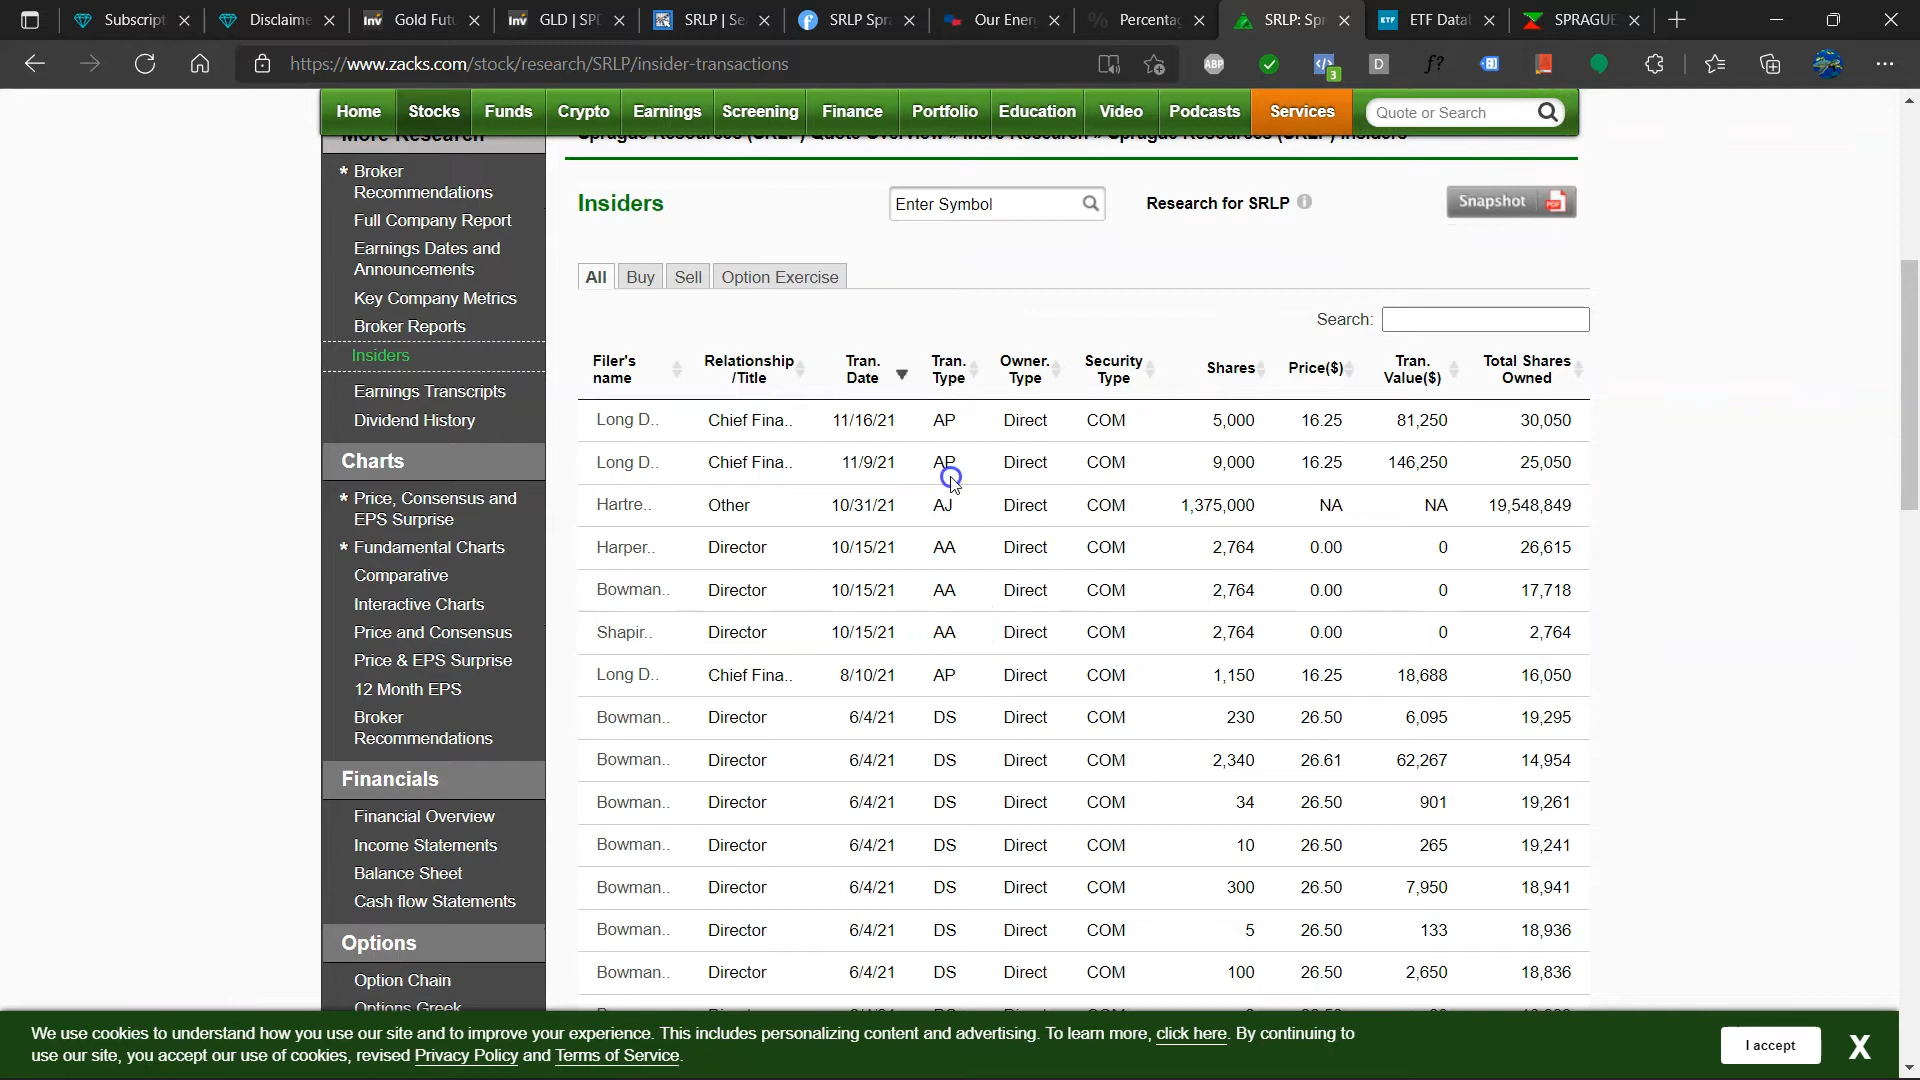 Subscript
Disclaime
Gold Futu
GLD | SPD
SRLP | Se
SRLP Spra
Our Ener
Percentag
SRLP: Spr
ETF Datab
SPRAGUE
https://www.zacks.com/stock/research/SRLP/insider-transactions
Home Stocks Funds Crypto Earnings Screening Finance Portfolio Education Video Podcasts Services Quote or Search
More Research
Sprague Resources (SRLP) Quote Overview » More Research » Sprague Resources (SRLP) Insiders
* Broker
Recommendations
Full Company Report
Earnings Dates and
Announcements
Key Company Metrics
Broker Reports
Insiders
Earnings Transcripts
Dividend History
Charts
* Price, Consensus and
EPS Surprise
* Fundamental Charts
Comparative
Interactive Charts
Price and Consensus
Price & EPS Surprise
12 Month EPS
Broker
Recommendations
Financials
Financial Overview
Income Statements
Balance Sheet
Cash flow Statements
Options
Option Chain
Options Greek
Insiders Enter Symbol Research for SRLP Snapshot PDF
All Buy Sell Option Exercise
Search:
Filer's name Relationship /Title Tran. Date Tran. Type Owner. Type Security Type Shares Price($) Tran. Value($) Total Shares Owned
Long D.. Chief Fina.. 11/16/21 AP Direct COM 5,000 16.25 81,250 30,050
Long D.. Chief Fina.. 11/9/21 AP Direct COM 9,000 16.25 146,250 25,050
Hartre.. Other 10/31/21 AJ Direct COM 1,375,000 NA NA 19,548,849
Harper.. Director 10/15/21 AA Direct COM 2,764 0.00 0 26,615
Bowman.. Director 10/15/21 AA Direct COM 2,764 0.00 0 17,718
Shapir.. Director 10/15/21 AA Direct COM 2,764 0.00 0 2,764
Long D.. Chief Fina.. 8/10/21 AP Direct COM 1,150 16.25 18,688 16,050
Bowman.. Director 6/4/21 DS Direct COM 230 26.50 6,095 19,295
Bowman.. Director 6/4/21 DS Direct COM 2,340 26.61 62,267 14,954
Bowman.. Director 6/4/21 DS Direct COM 34 26.50 901 19,261
Bowman.. Director 6/4/21 DS Direct COM 10 26.50 265 19,241
Bowman.. Director 6/4/21 DS Direct COM 300 26.50 7,950 18,941
Bowman.. Director 6/4/21 DS Direct COM 5 26.50 133 18,936
Bowman.. Director 6/4/21 DS Direct COM 100 26.50 2,650 18,836
We use cookies to understand how you use our site and to improve your experience. This includes personalizing content and advertising. To learn more, click here. By continuing to
use our site, you accept our use of cookies, revised Privacy Policy and Terms of Service.
I accept X